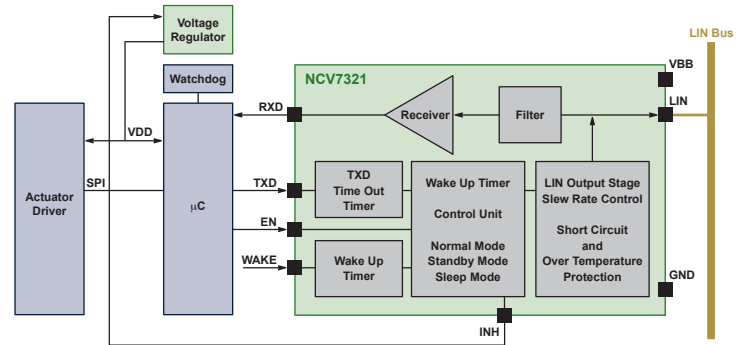 Voltage
Regulator
LIN Bus
VBB
NCV7321
Watchdog
LIN
RXD
Receiver
Filter
VDD
SPI
TXD
TXD
Time Out
Timer
Wake Up Timer
Control Unit
Normal Mode
Standby Mode
Sleep Mode
LIN Output Stage
Slew Rate Control
Short Circuit
and
Over Temperature
Protection
Actuator
Driver
µC
EN
WAKE
Wake Up
Timer
GND
INH